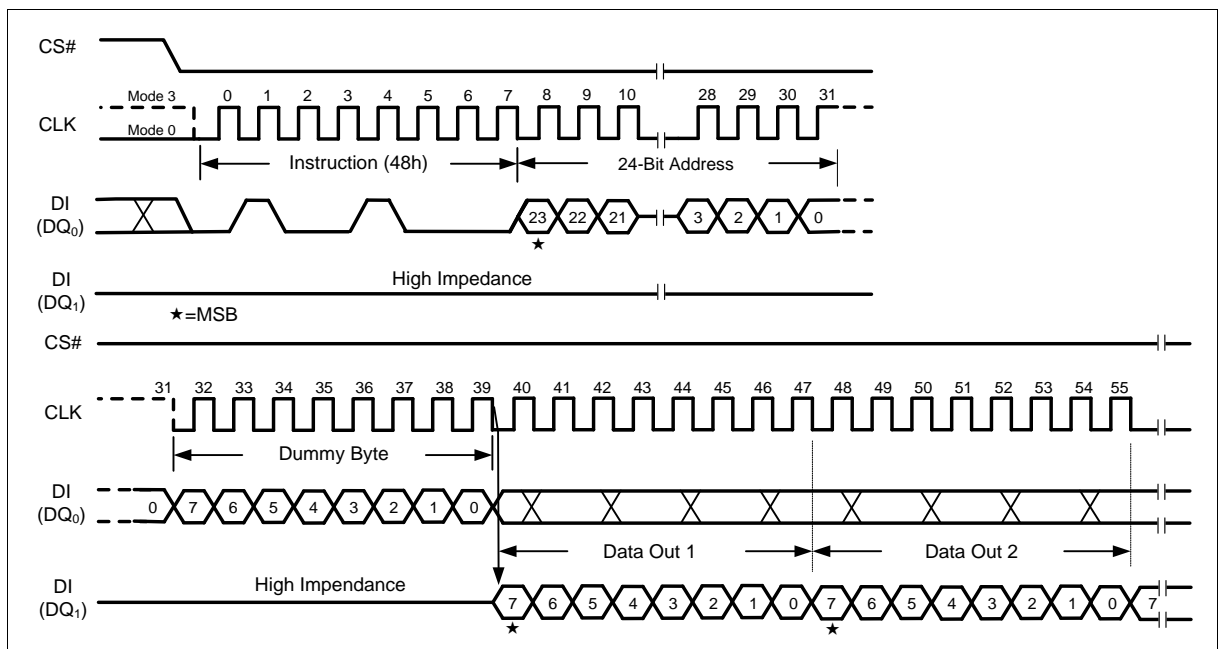 CS#
Mode 3
0 1 2 3 4 5 6 7 8 9 10 28 29 30 31
CLK
Mode 0
Instruction (48h)
24-Bit Address
DI
(DQ0)
23 22 21 3 2 1 0
★
DI
(DQ1)
High Impedance
★=MSB
CS#
31 32 33 34 35 36 37 38 39 40 41 42 43 44 45 46 47 48 49 50 51 52 53 54 55
CLK
Dummy Byte
DI
(DQ0)
0 7 6 5 4 3 2 1 0
Data Out 1
Data Out 2
DI
(DQ1)
High Impendance
7 6 5 4 3 2 1 0 7 6 5 4 3 2 1 0 7
★ ★